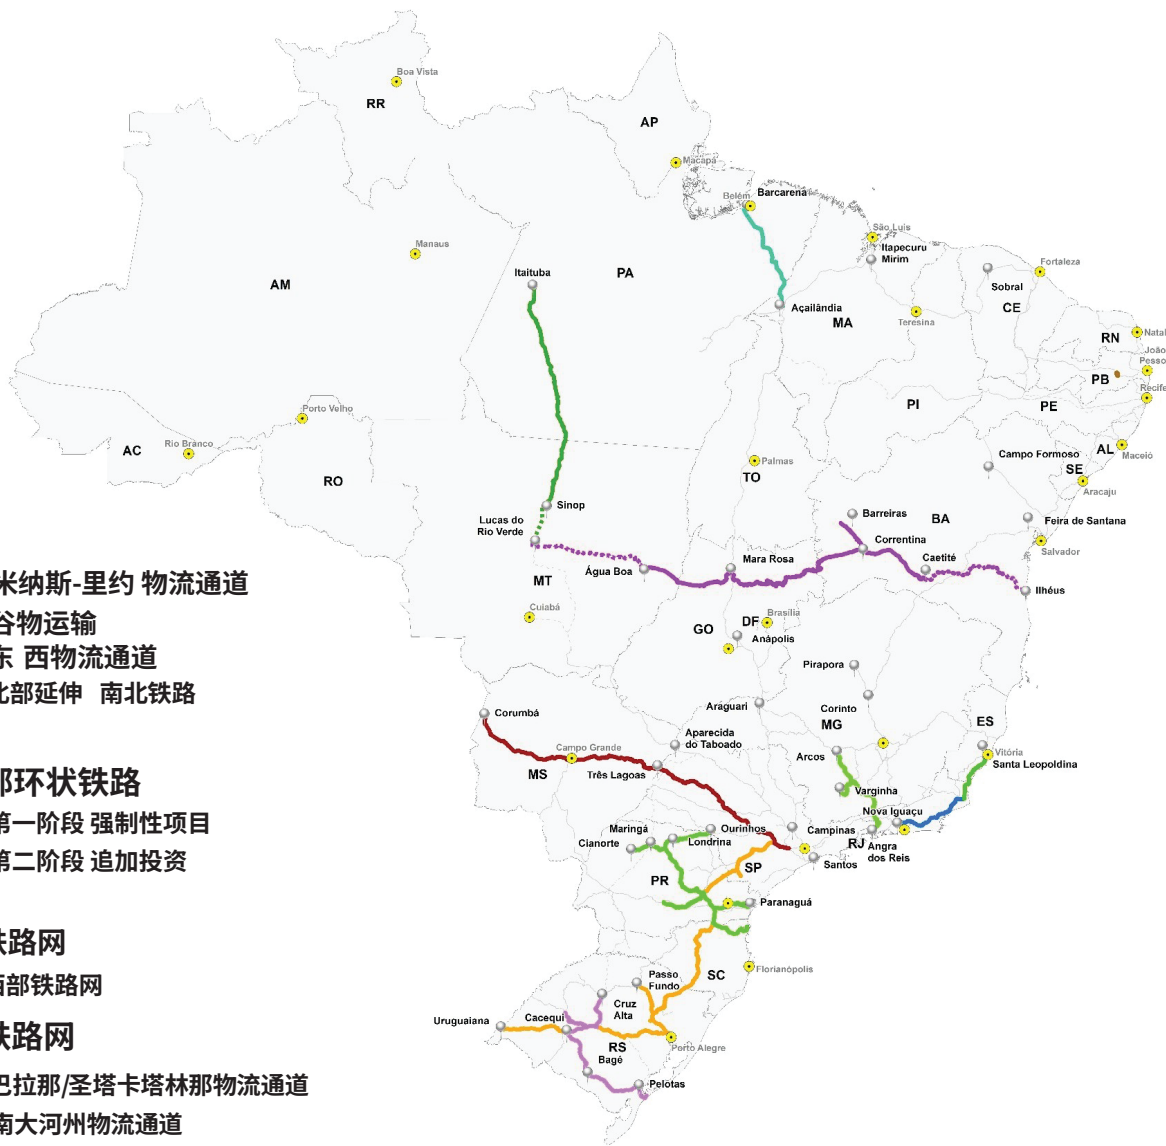 Boa Vista
RR
AP
Macapá
Belém
Barcarena
São Luis
Itapecuru
Mirim
Manaus
Fortaleza
Itaituba
PA
AM
Sobral
CE
Açailândia
MA
Teresina
RN
Natal
João
Pesso
PB
Recife
PI
PE
Porto Velho
AC
Rio Branco
AL
Maceió
Campo Formoso
SE
Palmas
TO
RO
Aracaju
Sinop
Barreiras
BA
Feira de Santana
Lucas do
Rio Verde
Correntina
Salvador
Caetité
Mara Rosa
Água Boa
MT
Ilhéus
米纳斯-里约 物流通道
谷物运输
东 西物流通道
北部延伸 南北铁路
Cuiabá
Brasília
DF
GO
Anápolis
Pirapora
Araguari
Corinto
MG
ES
Corumbá
Aparecida
do Taboado
Campo Grande
Vitória
Santa Leopoldina
Arcos
MS
Três Lagoas
Varginha
Nova Iguaçu
部环状铁路
第一阶段 强制性项目
第二阶段 追加投资
Maringá
Ourinhos
Campinas
Cianorte
Londrina
RJ
Angra
dos Reis
SP
Santos
PR
Paranaguá
铁路网
西部铁路网
Passo
Fundo
SC
Florianópolis
Cruz
Alta
Uruguaiana
Cacequi
RS
Porto Alegre
Bagé
Pelotas
铁路网
巴拉那/圣塔卡塔林那物流通道
南大河州物流通道